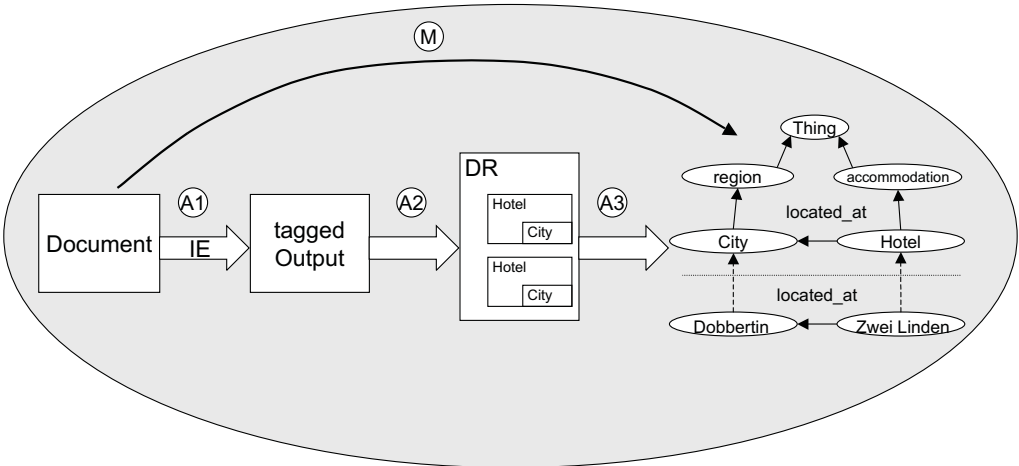 M
Thing
DR
region
accommodation
A1
A2
Hotel
City
A3
located_at
Document
IE
tagged
Output
City
Hotel
Hotel
City
located_at
Dobbertin
Zwei Linden